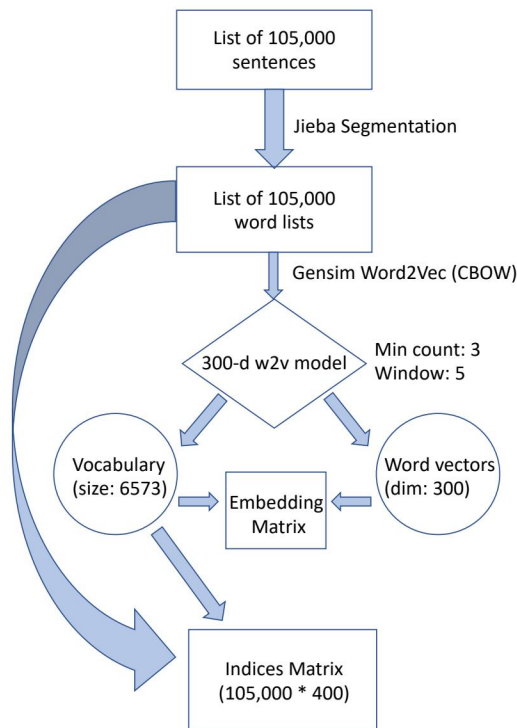 List of 105,000
sentences
Jieba Segmentation
List of 105,000
word lists
Gensim Word2Vec (CBOW)
300-d w2v model
Min count: 3
Window: 5
Vocabulary
(size: 6573)
Embedding
Matrix
Word vectors
(dim: 300)
Indices Matrix
(105,000 * 400)